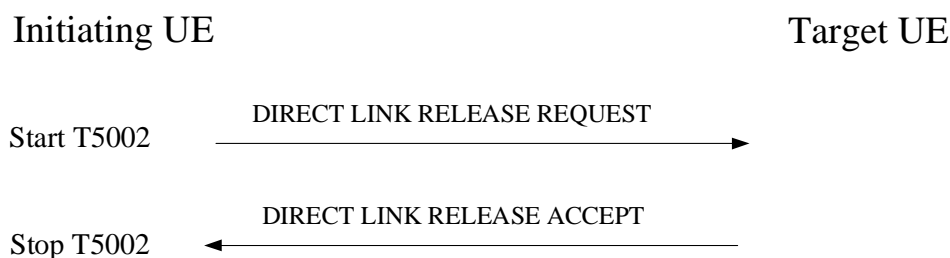 Initiating UE
Target UE
Start T5002
DIRECT LINK RELEASE REQUEST
DIRECT LINK RELEASE ACCEPT
Stop T5002